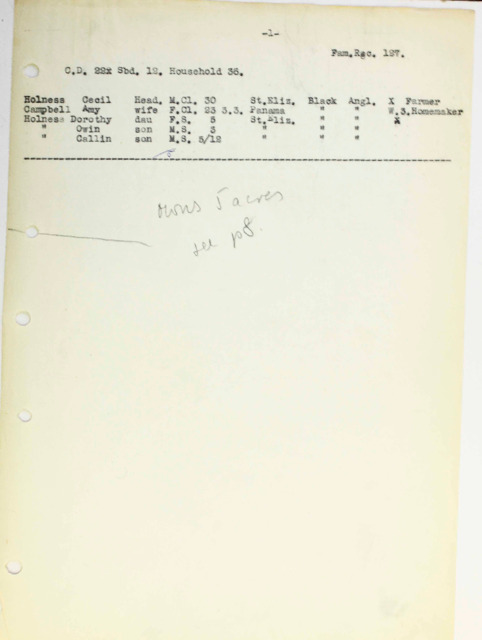 -1-
Fam.Rec. 127.
C.D. 22x Sbd. 12. Household 36.
Holness Cecil Head. M.Cl. 30 St.Eliz. Black Angl. X Farmer
Campbell Amy wife F.Cl. 23 3.3. Panama " " W.3.Homemaker
Holness Dorothy dau F.S. 5 St.Eliz. " " X
" Owin son M.S. 3 " " "
" Callin son M.S. 5/12 " " "
owns 5 acres
see p8.